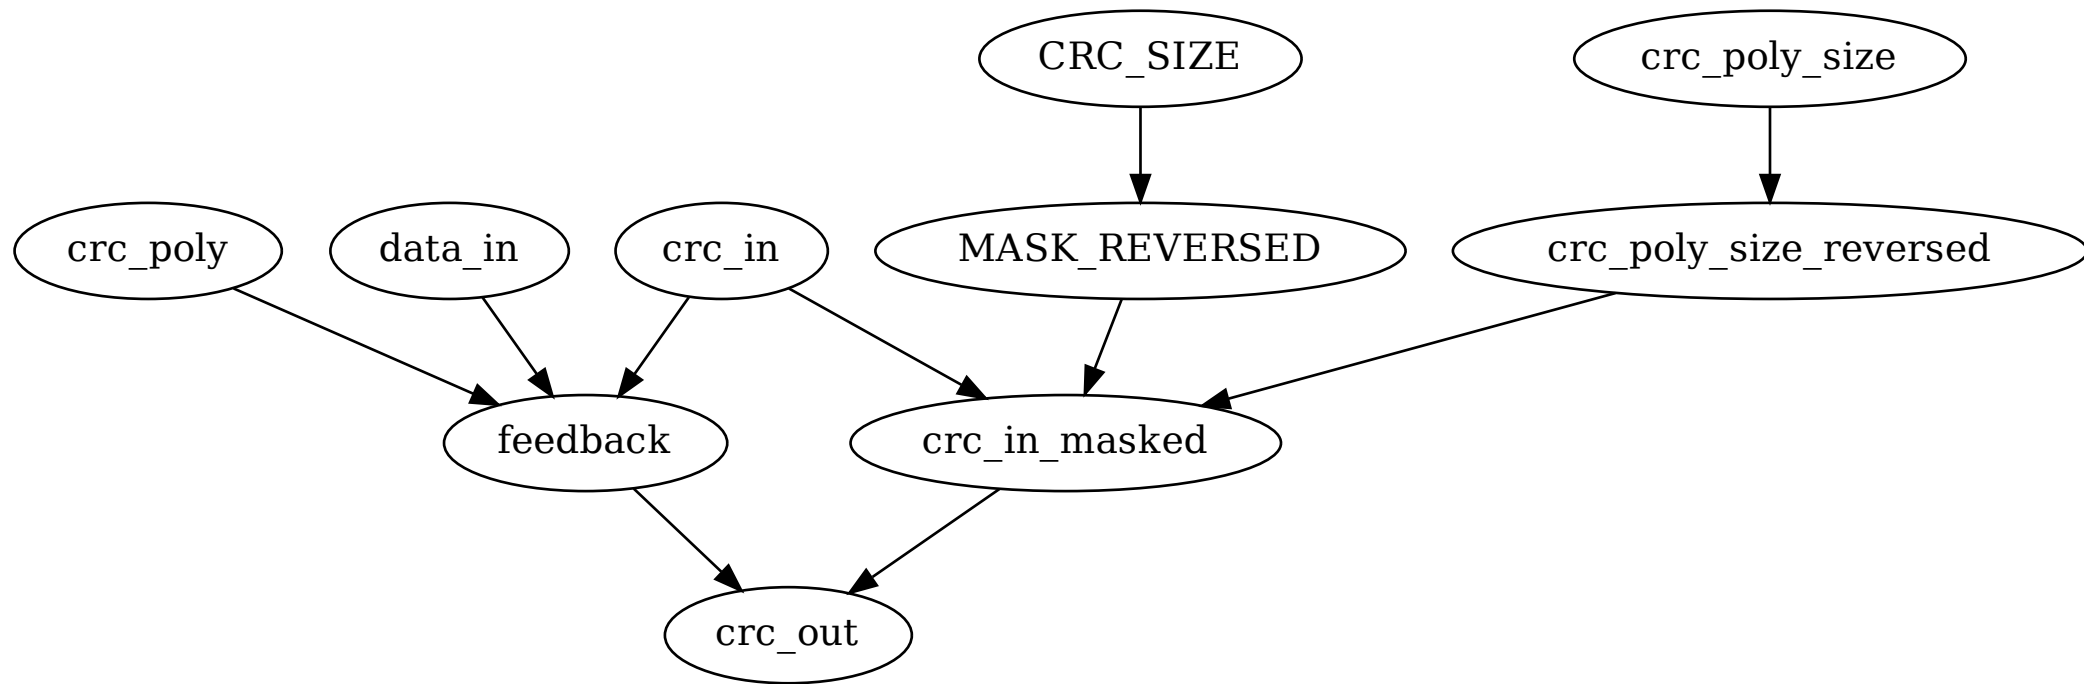 CRC_SIZE
crc_poly_size
crc_poly
data_in
crc_in
MASK_REVERSED
crc_poly_size_reversed
feedback
crc_in_masked
crc_out